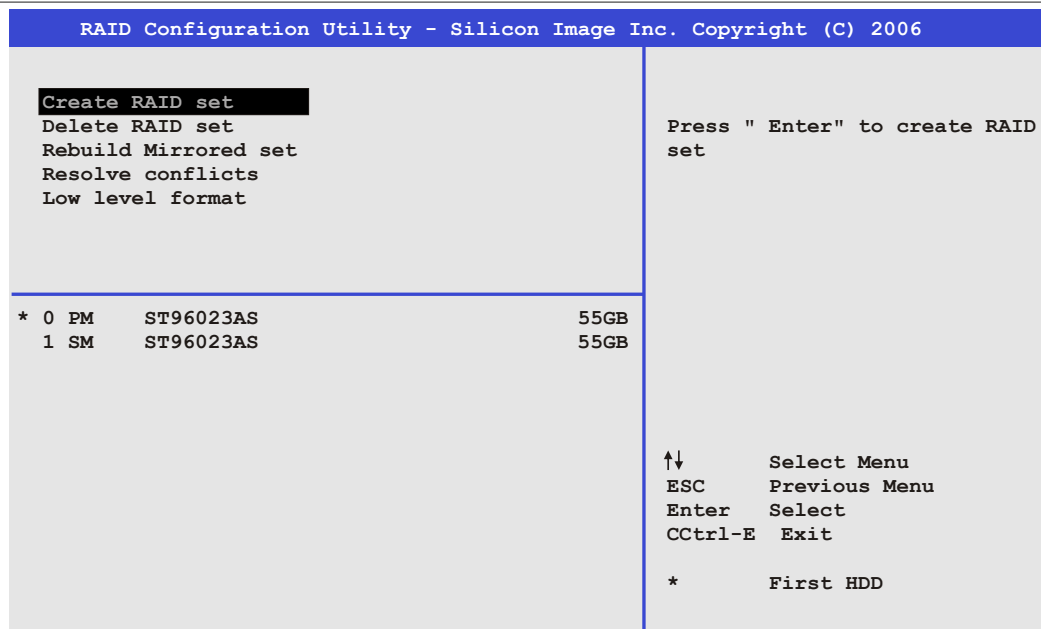 RAID Configuration Utility - Silicon Image Inc. Copyright (C) 2006
Create RAID set
Delete RAID set
Rebuild Mirrored set
Resolve conflicts
Low level format
Press " Enter" to create RAID
set
* 0 PM ST96023AS 55GB
1 SM ST96023AS 55GB
↑↓ Select Menu
ESC Previous Menu
Enter Select
CCtrl-E Exit
* First HDD